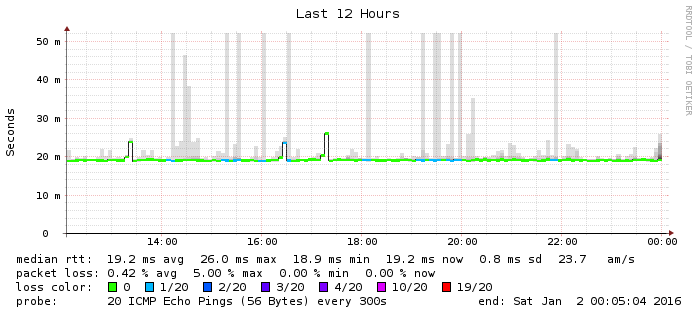 Last 12 Hours
RRDTOOL / TOBI OETIKER
Seconds
50 m
40 m
30 m
20 m
10 m
0
14:00 16:00 18:00 20:00 22:00 00:00
median rtt: 19.2 ms avg 26.0 ms max 18.9 ms min 19.2 ms now 0.8 ms sd 23.7 am/s
packet loss: 0.42 % avg 5.00 % max 0.00 % min 0.00 % now
loss color: 0 1/20 2/20 3/20 4/20 10/20 19/20
probe: 20 ICMP Echo Pings (56 Bytes) every 300s end: Sat Jan 2 00:05:04 2016